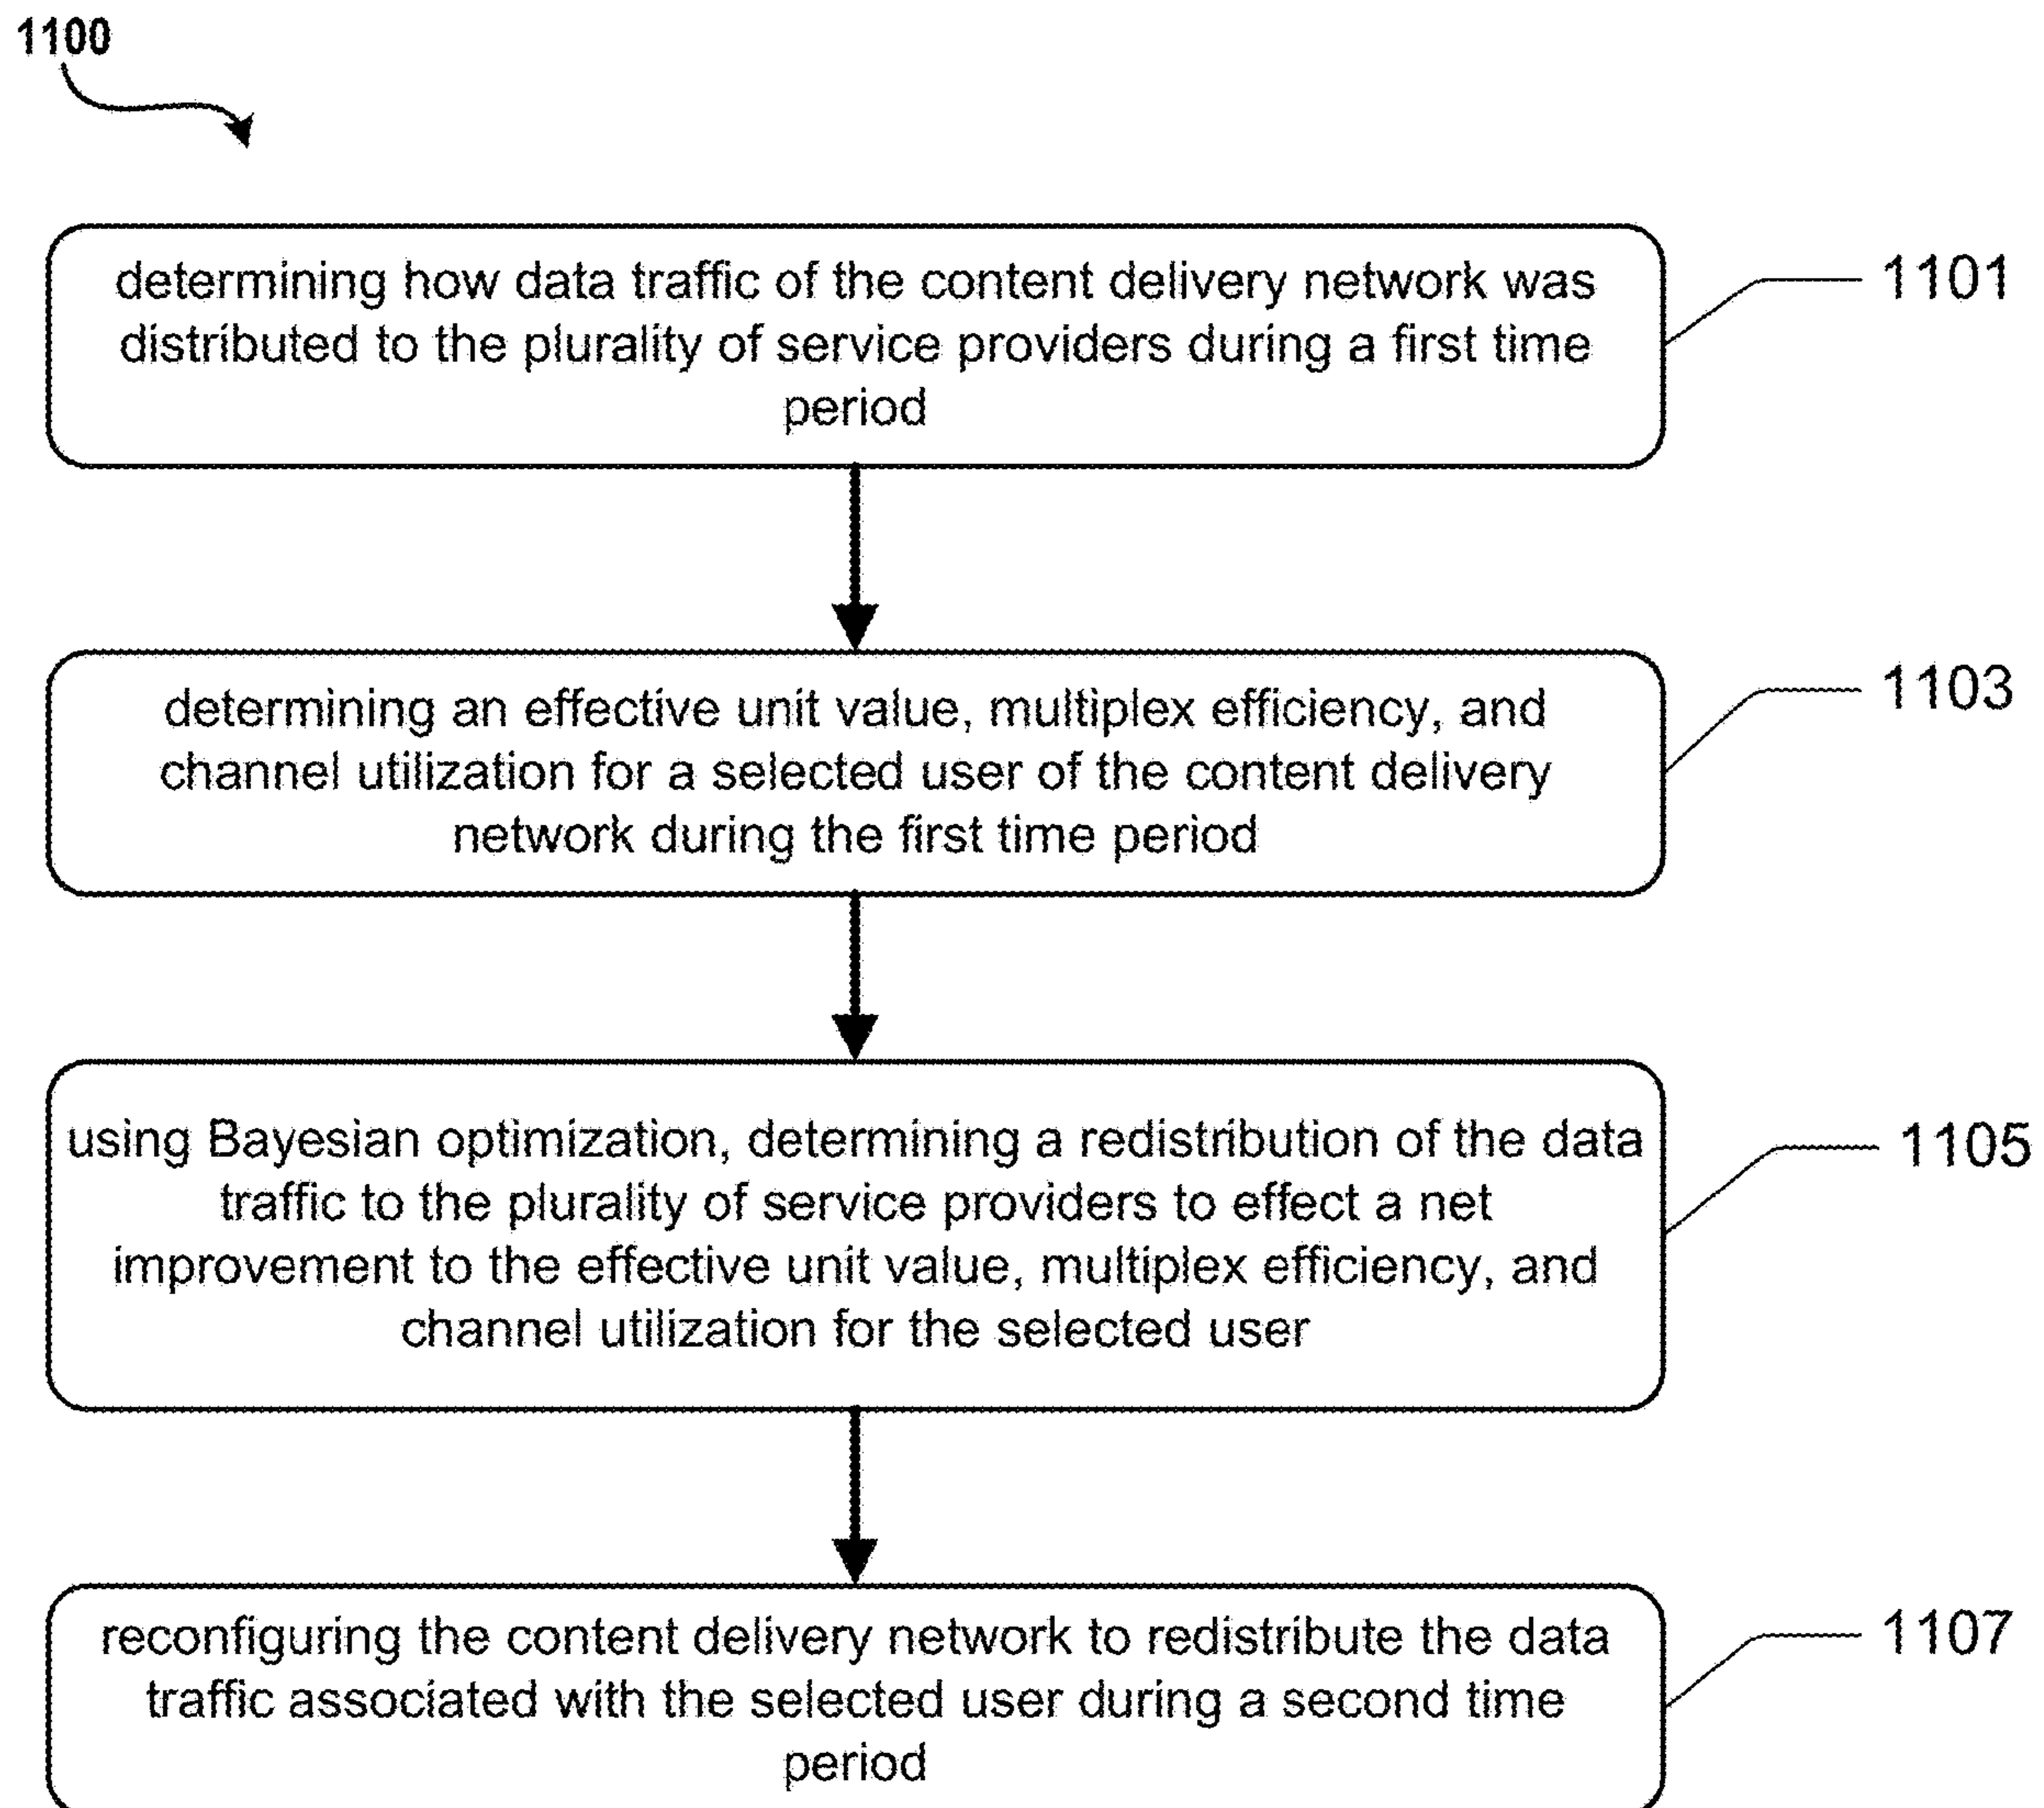 1100
determining how data traffic of the content delivery network was
distributed to the plurality of service providers during a first time
period
1101
determining an effective unit value, multiplex efficiency, and
channel utilization for a selected user of the content delivery
network during the first time period
1103
using Bayesian optimization, determining a redistribution of the data
traffic to the plurality of service providers to effect a net
improvement to the effective unit value, multiplex efficiency, and
channel utilization for the selected user
1105
reconfiguring the content delivery network to redistribute the data
traffic associated with the selected user during a second time
period
1107